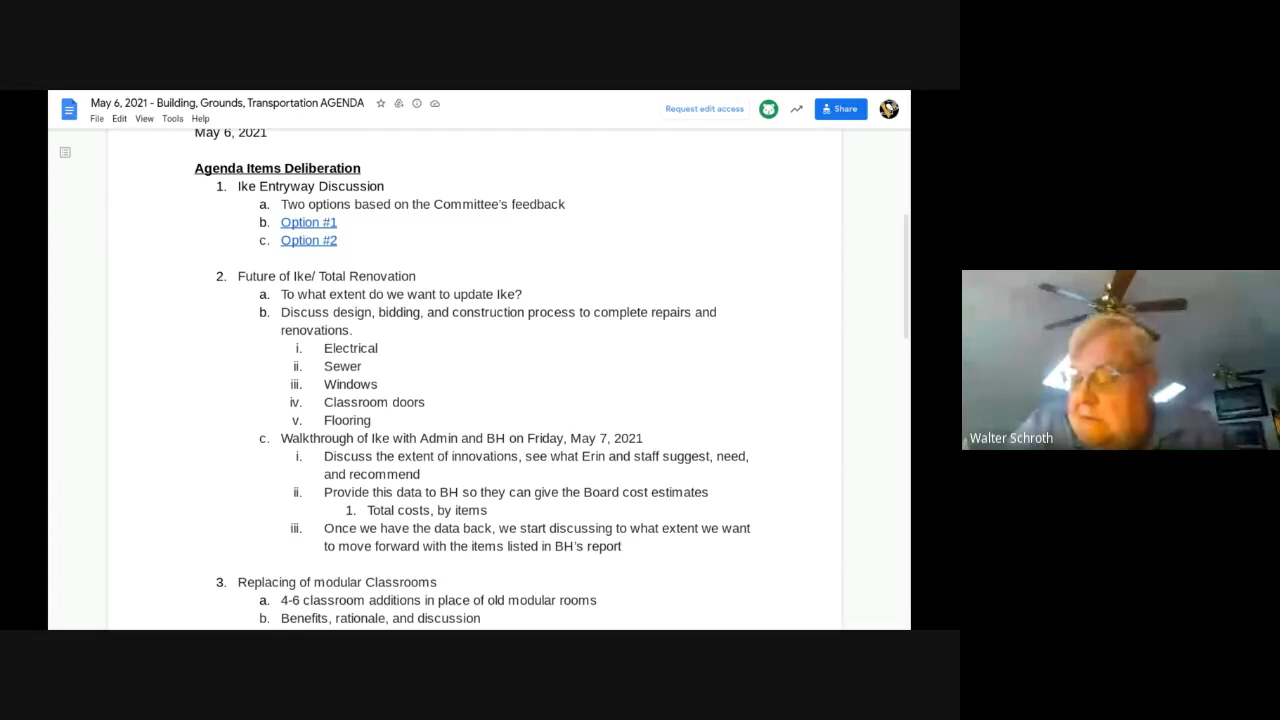 May 6, 2021 - Building, Grounds, Transportation AGENDA
File Edit View Tools Help
Request edit access
Share
May 6, 2021
Agenda Items Deliberation
1. Ike Entryway Discussion
a. Two options based on the Committee's feedback
b. Option #1
c. Option #2
2. Future of Ike/ Total Renovation
a. To what extent do we want to update Ike?
b. Discuss design, bidding, and construction process to complete repairs and
renovations.
i. Electrical
ii. Sewer
iii. Windows
iv. Classroom doors
v. Flooring
c. Walkthrough of Ike with Admin and BH on Friday, May 7, 2021
i. Discuss the extent of innovations, see what Erin and staff suggest, need,
and recommend
ii. Provide this data to BH so they can give the Board cost estimates
1. Total costs, by items
iii. Once we have the data back, we start discussing to what extent we want
to move forward with the items listed in BH's report
3. Replacing of modular Classrooms
a. 4-6 classroom additions in place of old modular rooms
b. Benefits, rationale, and discussion
Walter Schroth